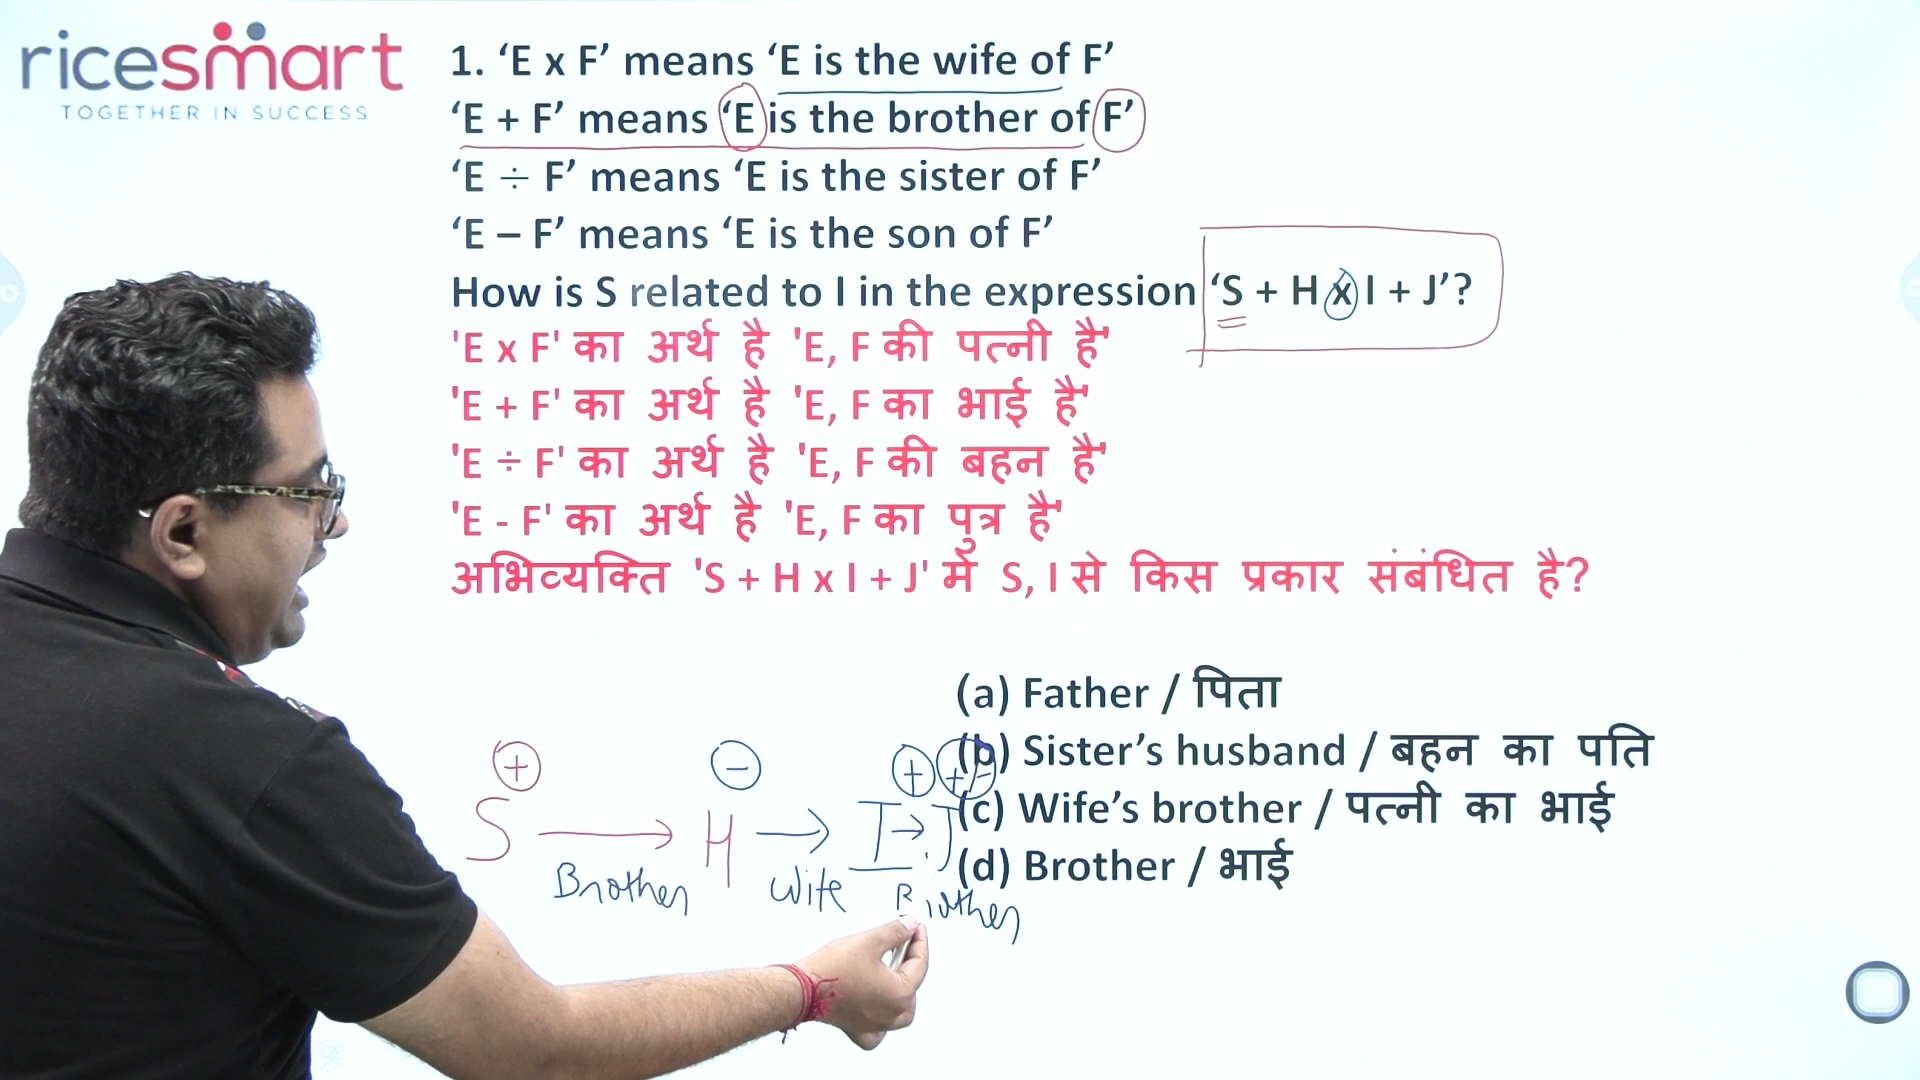 ricesmart
TOGETHER IN SUCCESS
1. ‘E x F’ means ‘E is the wife of F’
‘E + F’ means ‘E is the brother of F’
‘E ÷ F’ means ‘E is the sister of F’
‘E – F’ means ‘E is the son of F’
How is S related to I in the expression ‘S + H x I + J’?
'E x F' का अर्थ है 'E, F की पत्नी है'
'E + F' का अर्थ है 'E, F का भाई है'
'E ÷ F' का अर्थ है 'E, F की बहन है'
'E - F' का अर्थ है 'E, F का पुत्र है'
अभिव्यक्ति 'S + H x I + J' में S, I से किस प्रकार संबंधित है?
(a) Father / पिता
(b) Sister’s husband / बहन का पति
(c) Wife’s brother / पत्नी का भाई
(d) Brother / भाई
+ − + +/−
S → H → I → J
Brother Wife Brother